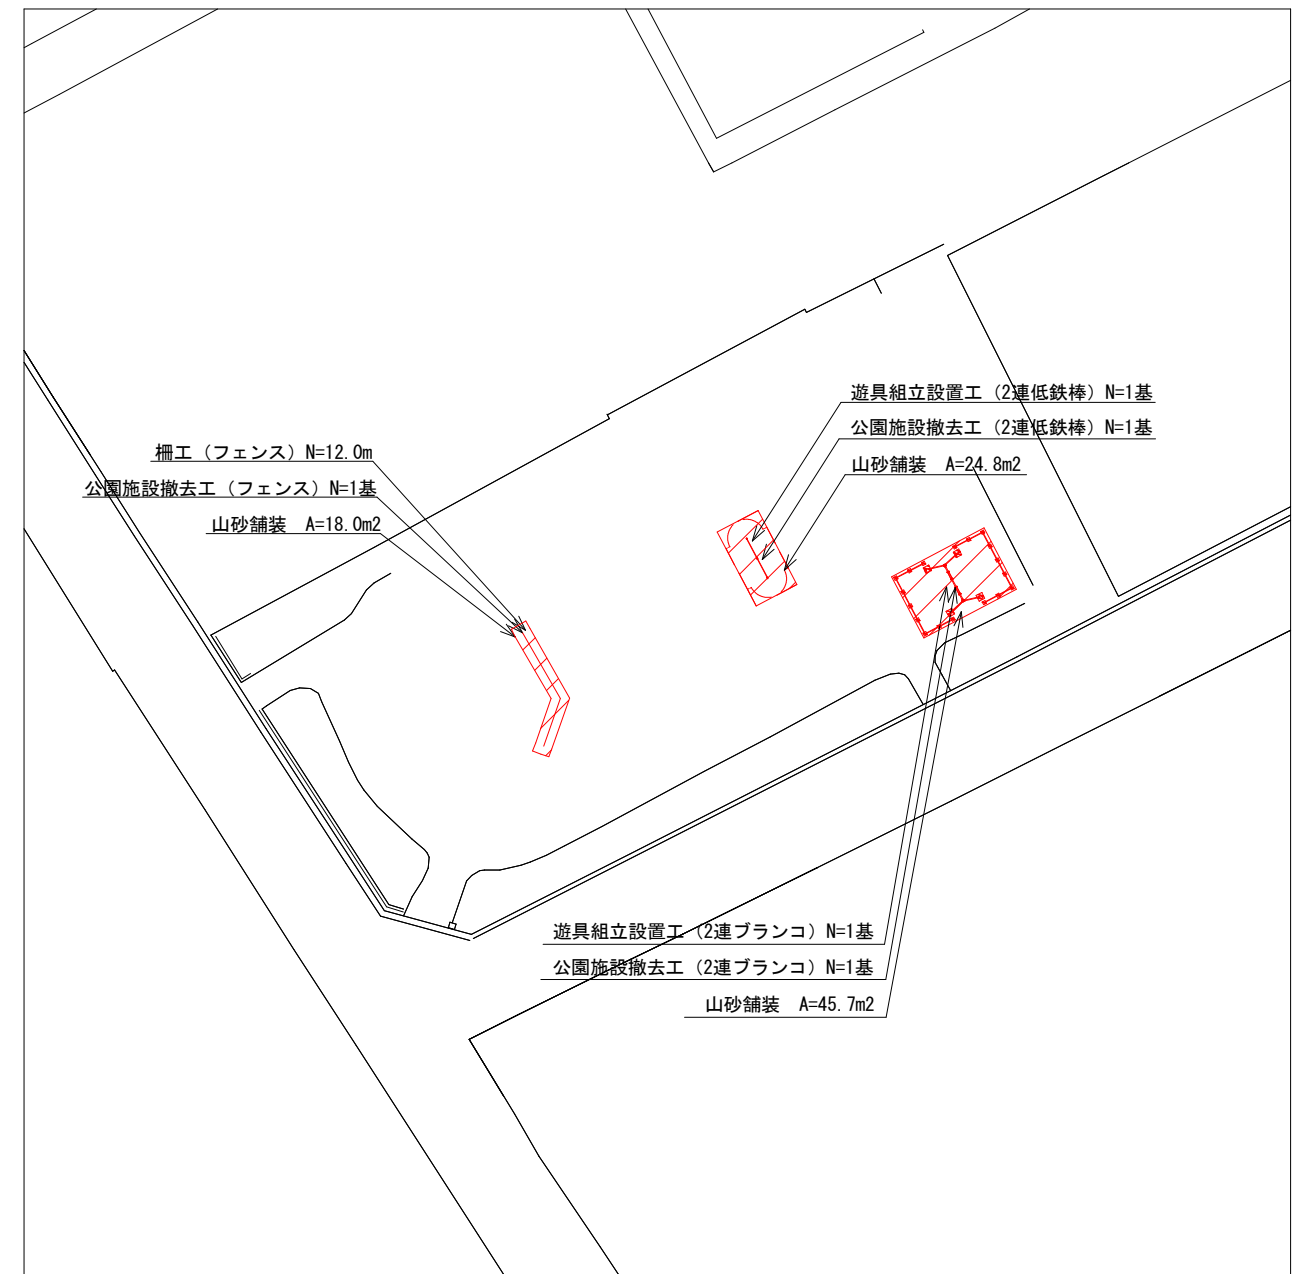 遊具組立設置工（2連低鉄棒）N=1基
公園施設撤去工（2連低鉄棒）N=1基
山砂舗装　A=24.8m2
柵工（フェンス）N=12.0m
公園施設撤去工（フェンス）N=1基
山砂舗装　A=18.0m2
遊具組立設置工（2連ブランコ）N=1基
公園施設撤去工（2連ブランコ）N=1基
山砂舗装　A=45.7m2